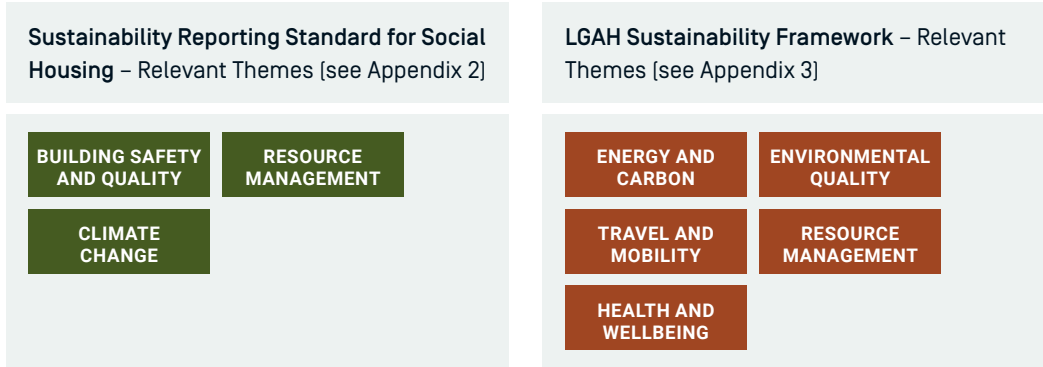 Sustainability Reporting Standard for Social
Housing – Relevant Themes (see Appendix 2)
BUILDING SAFETY
AND QUALITY
RESOURCE
MANAGEMENT
CLIMATE
CHANGE
LGAH Sustainability Framework – Relevant
Themes (see Appendix 3)
ENERGY AND
CARBON
ENVIRONMENTAL
QUALITY
TRAVEL AND
MOBILITY
RESOURCE
MANAGEMENT
HEALTH AND
WELLBEING